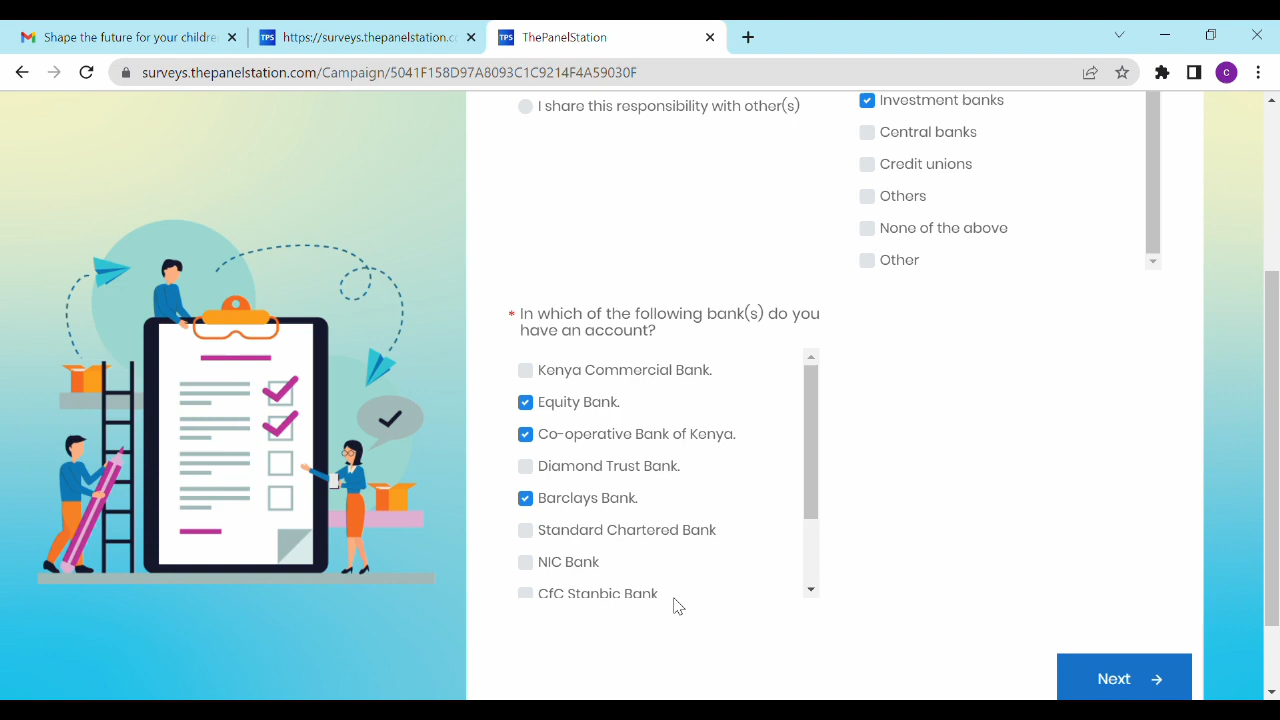 Shape the future for your childre
TPS
https://surveys.thepanelstation.co
TPS
ThePanelStation
surveys.thepanelstation.com/Campaign/5041F158D97A8093C1C9214F4A59030F
c
I share this responsibility with other(s)
Investment banks
Central banks
Credit unions
Others
None of the above
Other
* In which of the following bank(s) do you
have an account?
Kenya Commercial Bank.
Equity Bank.
Co-operative Bank of Kenya.
Diamond Trust Bank.
Barclays Bank.
Standard Chartered Bank
NIC Bank
CfC Stanbic Bank
Next